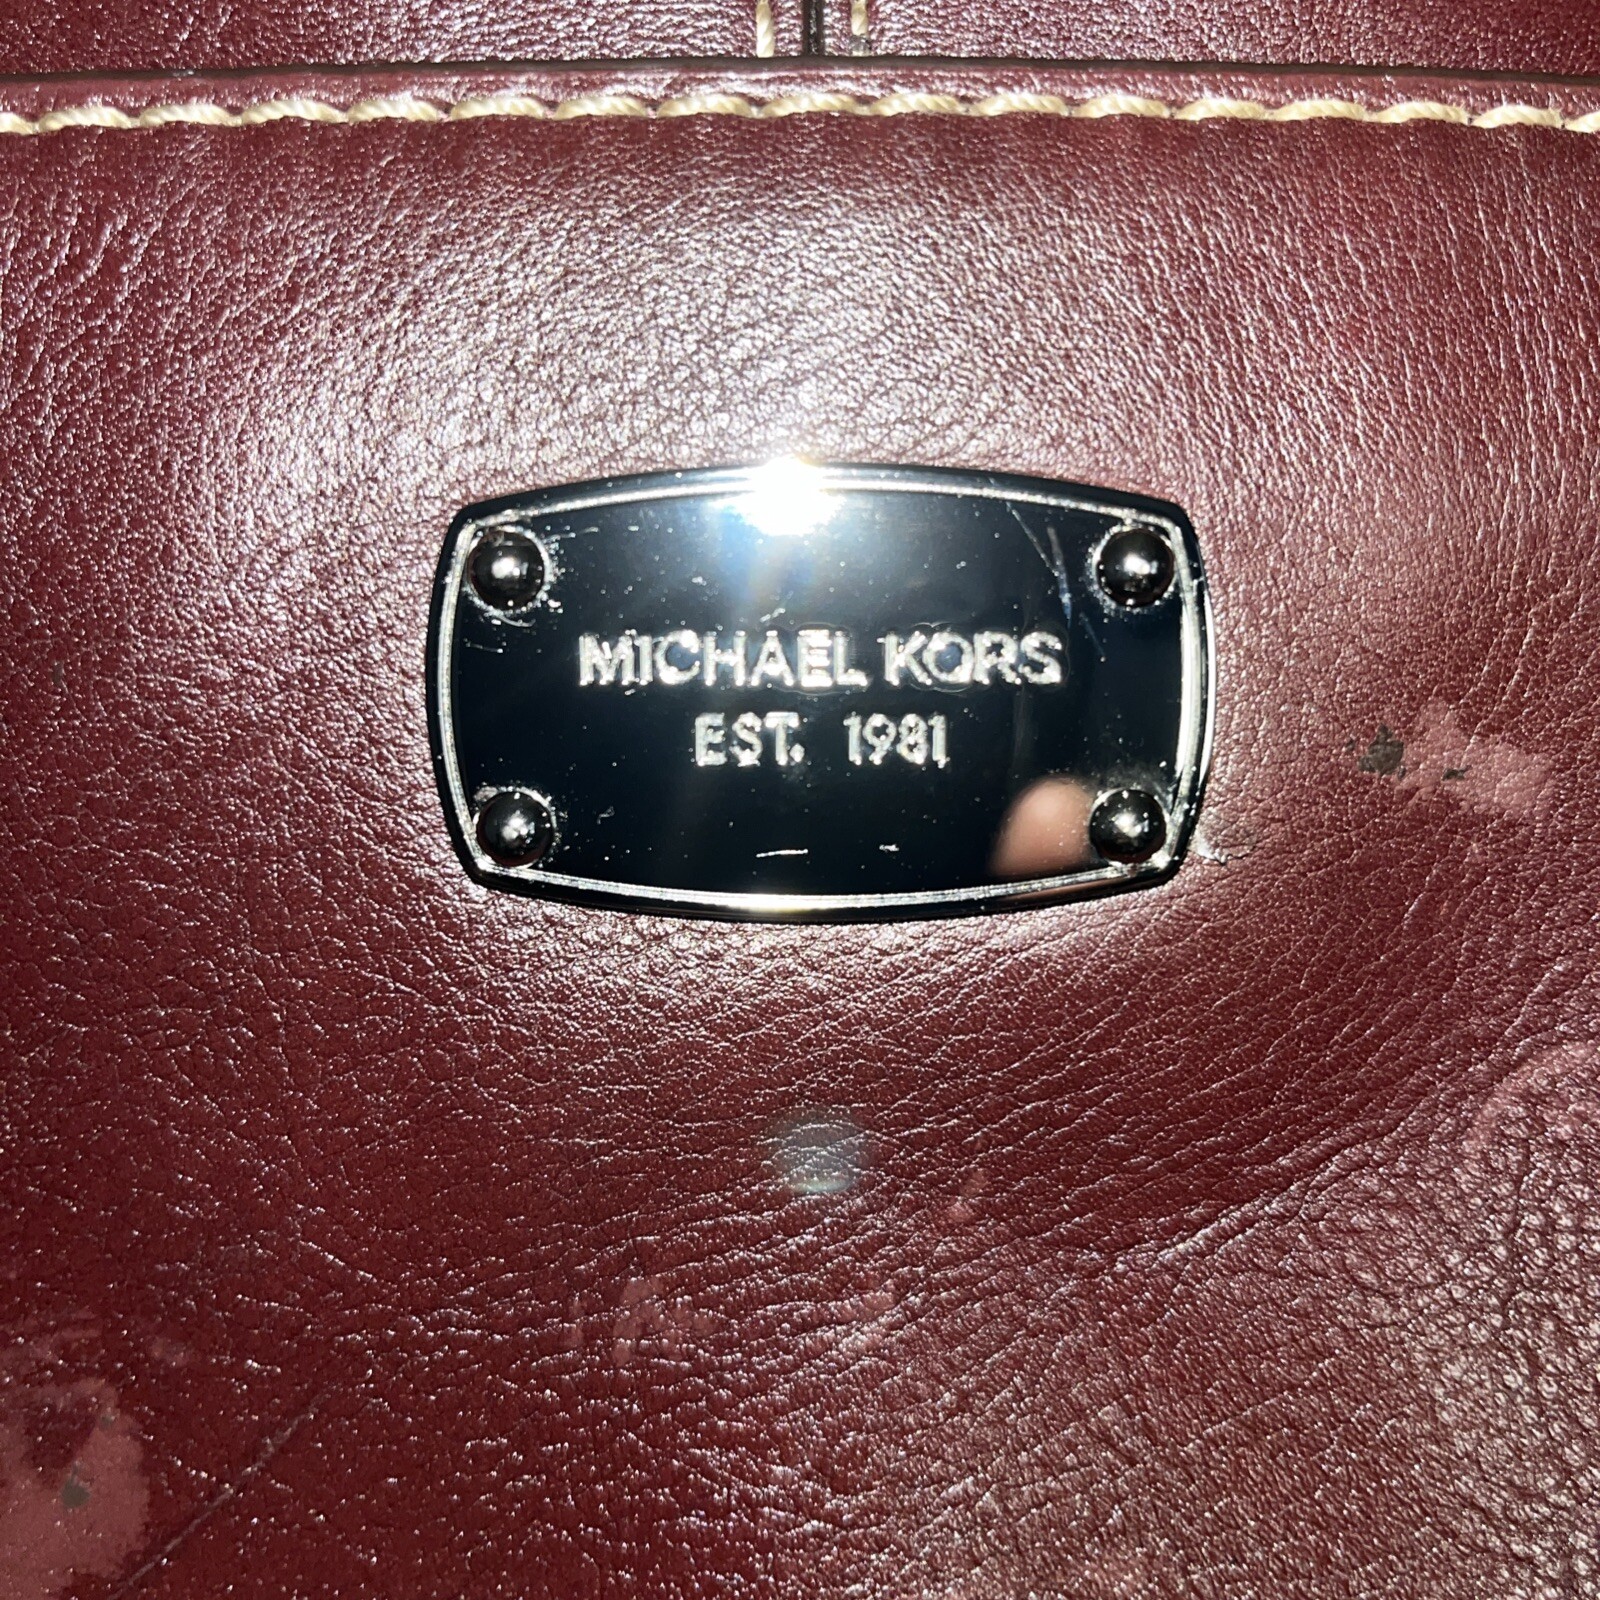 MICHAEL KORS
EST. 1981